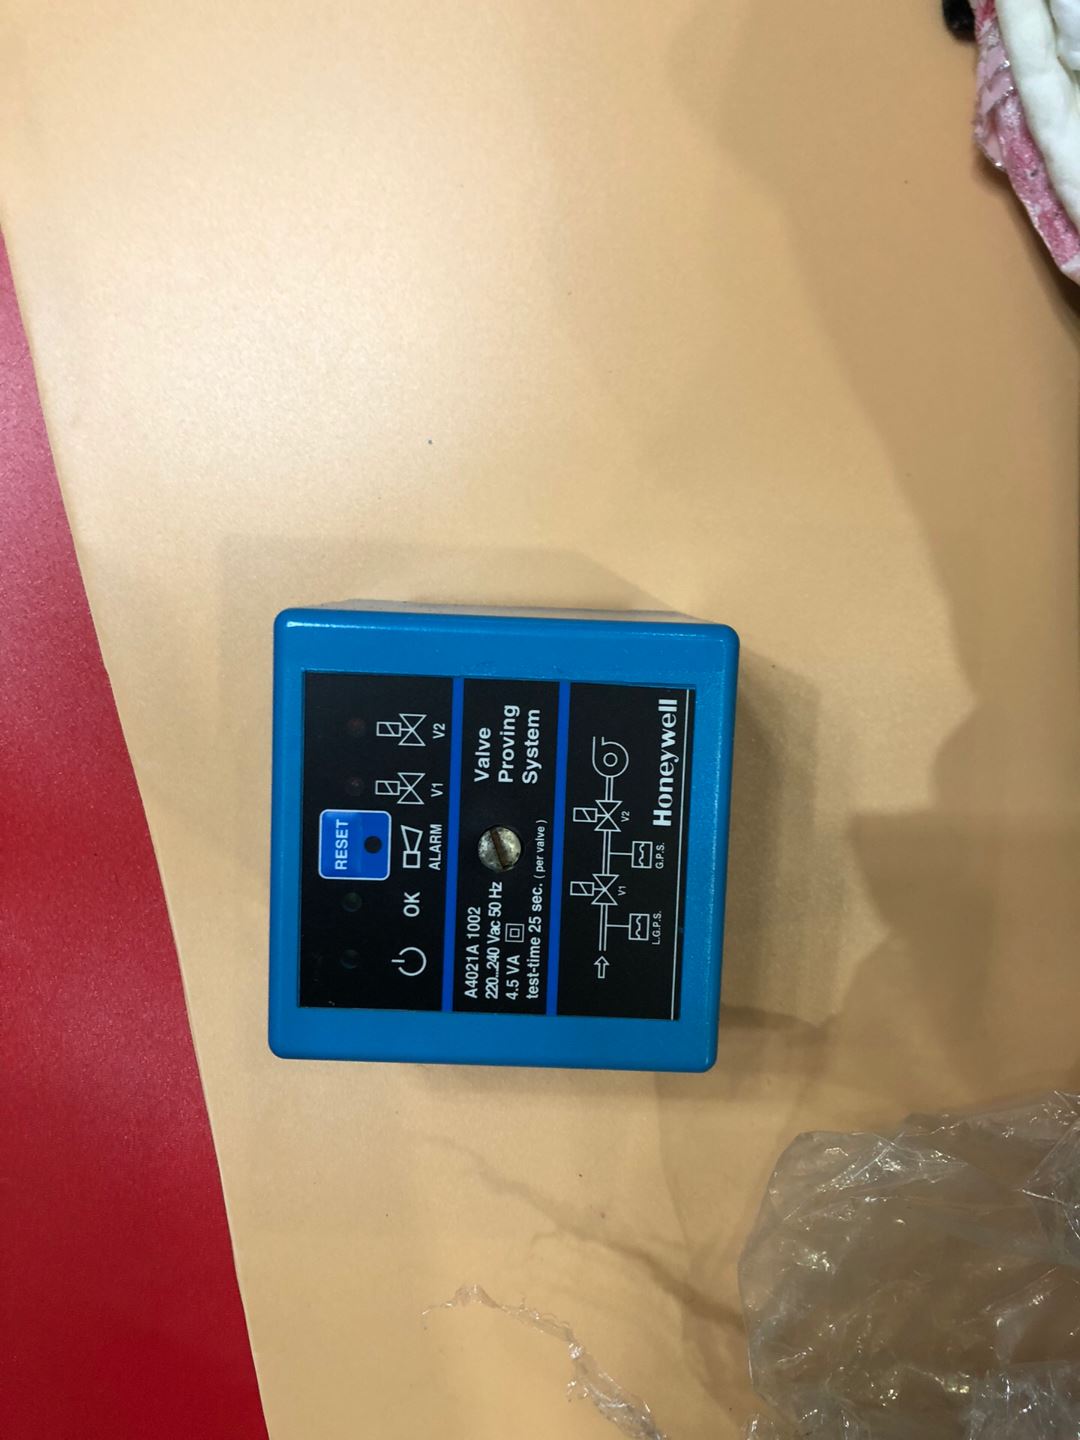 RESET
OK
ALARM
V1
V2
A4021A 1002
220...240 Vac 50 Hz
4.5 VA
test-time 25 sec. ( per valve )
Valve
Proving
System
V1
V2
L.G.P.S.
G.P.S.
Honeywell